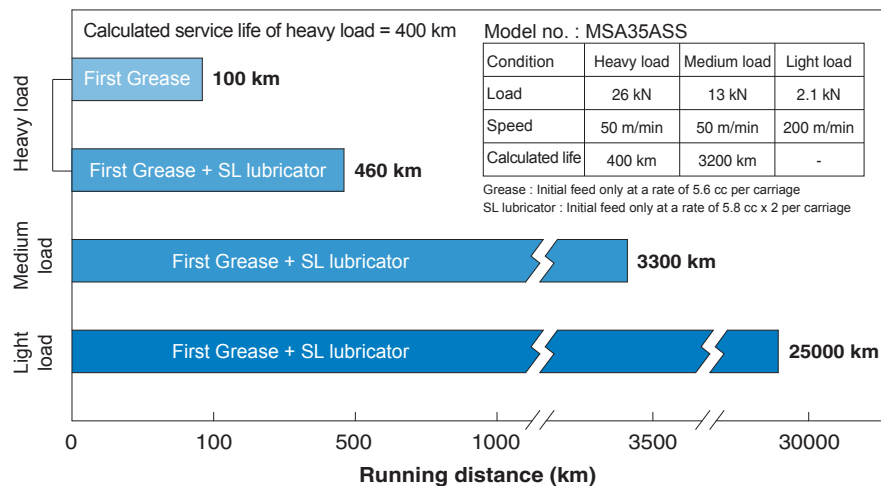 Calculated service life of heavy load = 400 km
Model no. : MSA35ASS
Condition Heavy load Medium load Light load
Load 26 kN 13 kN 2.1 kN
Speed 50 m/min 50 m/min 200 m/min
Calculated life 400 km 3200 km -
Grease : Initial feed only at a rate of 5.6 cc per carriage
SL lubricator : Initial feed only at a rate of 5.8 cc x 2 per carriage
Heavy load
First Grease 100 km
First Grease + SL lubricator 460 km
Medium
load
First Grease + SL lubricator 3300 km
Light
load
First Grease + SL lubricator 25000 km
0 100 500 1000 3500 30000
Running distance (km)